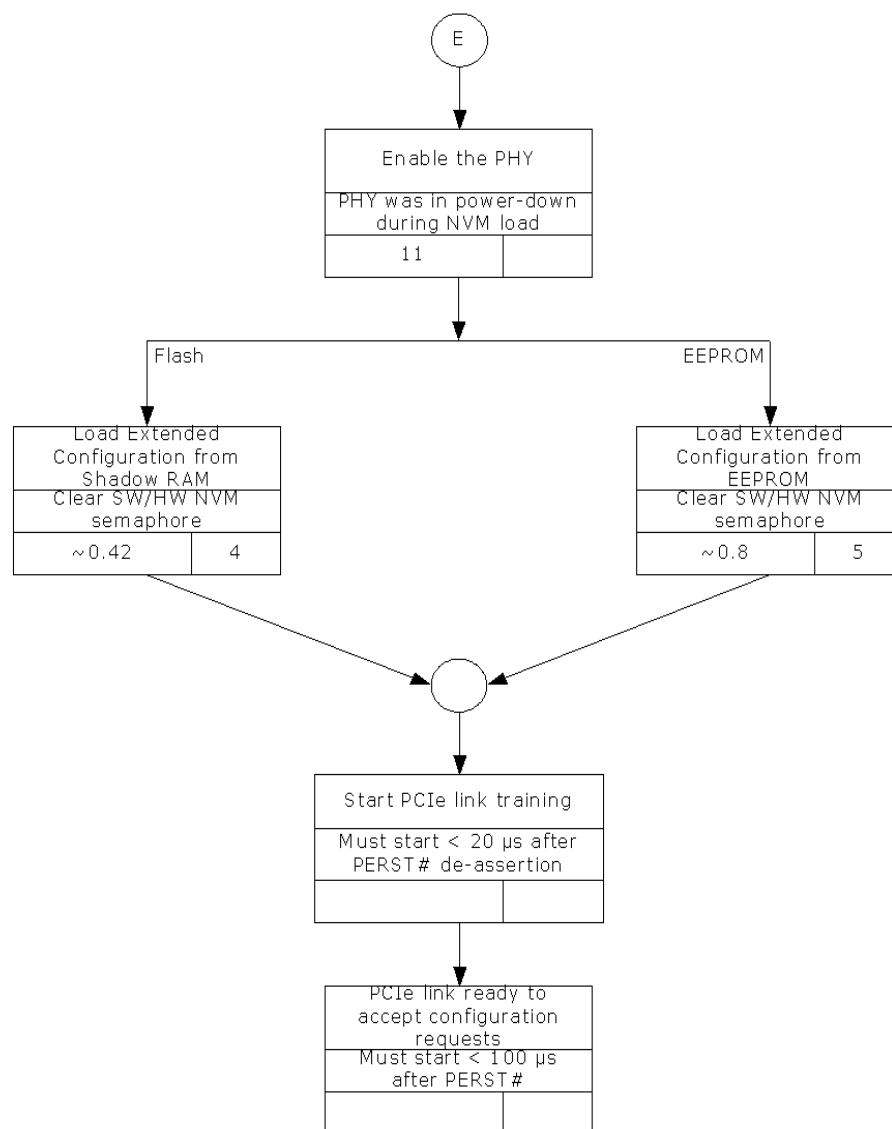 E
Enable the PHY
PHY was in power-down
during NVM load
11
Flash
EEPROM
Load Extended
Configuration from
Shadow RAM
Clear SW/HW NVM
semaphore
~0.42
4
Load Extended
Configuration from
EEPROM
Clear SW/HW NVM
semaphore
~0.8
5
Start PCIe link training
Must start < 20 µs after
PERST# de-assertion
PCIe link ready to
accept configuration
requests
Must start < 100 µs
after PERST#